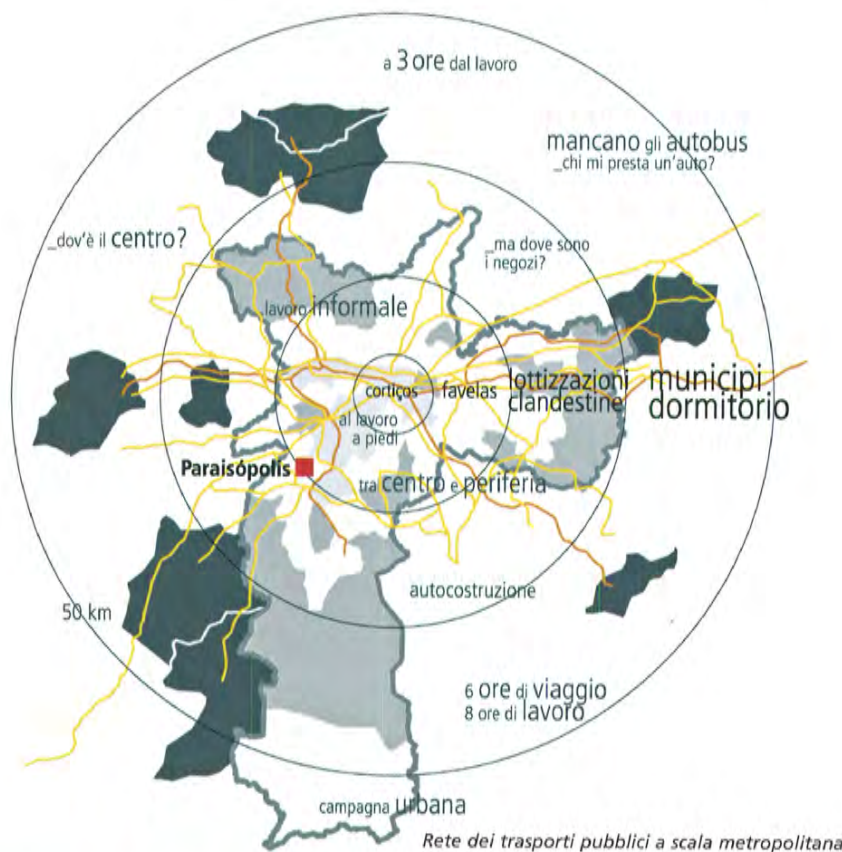 a 3 ore dal lavoro
mancano gli autobus
_chi mi presta un'auto?
_dov'è il centro?
_ma dove sono
i negozi?
lavoro informale
cortiços
favelas
lottizzazioni
clandestine
municipi
dormitorio
al lavoro
a piedi
Paraisópolis
tra centro e periferia
autocostruzione
50 km
6 ore di viaggio
8 ore di lavoro
campagna urbana
Rete dei trasporti pubblici a scala metropolitana